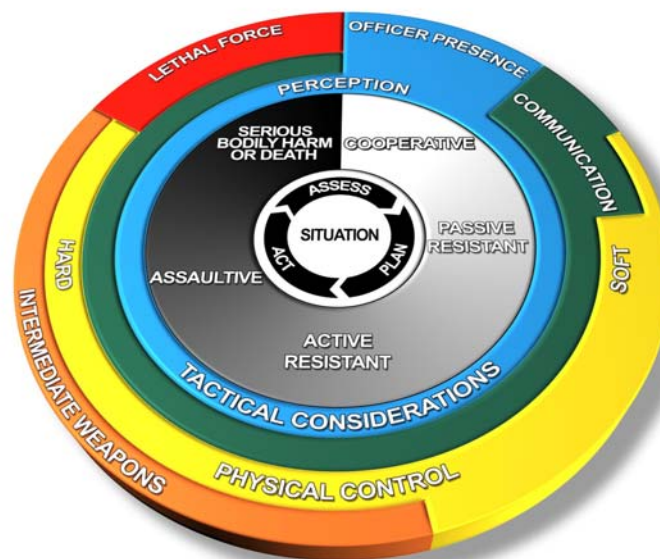 LETHAL FORCE
OFFICER PRESENCE
PERCEPTION
COMMUNICATION
SERIOUS
BODILY HARM
OR DEATH
COOPERATIVE
ASSESS
SITUATION
ACT
PLAN
PASSIVE
RESISTANT
HARD
ASSAULTIVE
SOFT
ACTIVE
RESISTANT
INTERMEDIATE WEAPONS
TACTICAL CONSIDERATIONS
PHYSICAL CONTROL